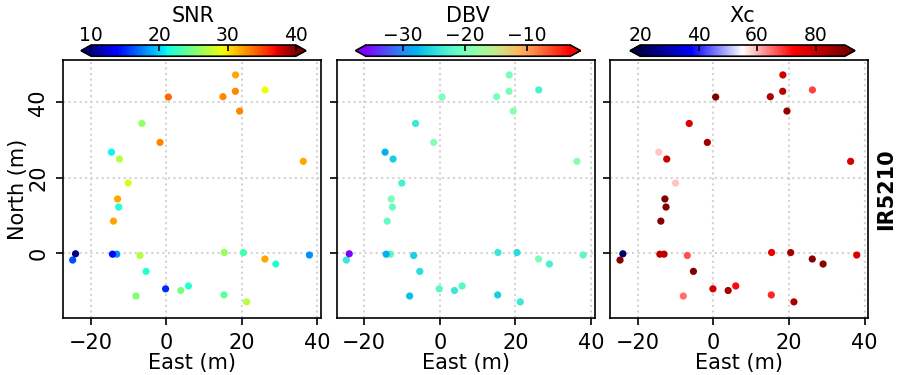 SNR DBV Xc
10 20 30 40 −30 −20 −10 20 40 60 80
North (m)
40
20
0
IR5210
−20 0 20 40 −20 0 20 40 −20 0 20 40
East (m) East (m) East (m)